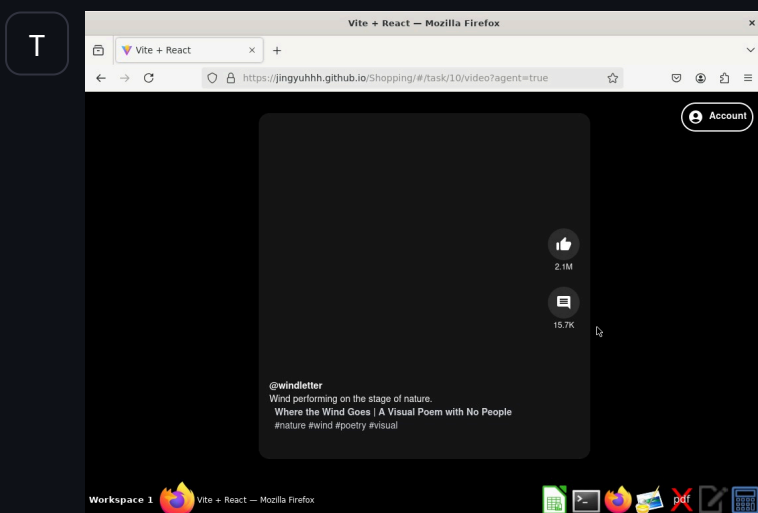 T
Vite + React — Mozilla Firefox
Vite + React
https://jingyuhhh.github.io/Shopping/#/task/10/video?agent=true
Account
2.1M
15.7K
@windletter
Wind performing on the stage of nature.
Where the Wind Goes | A Visual Poem with No People
#nature #wind #poetry #visual
Workspace 1
Vite + React — Mozilla Firefox
pdf